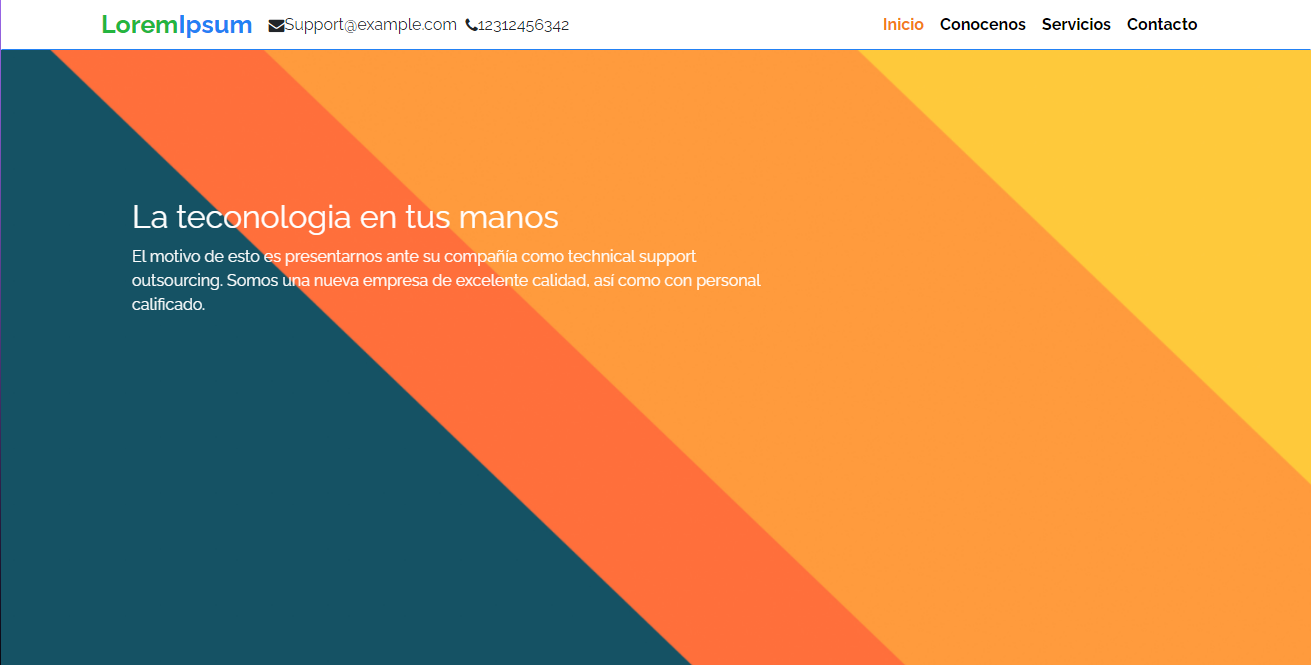 LoremIpsum Support@example.com 12312456342 Inicio Conocenos Servicios Contacto
La teconologia en tus manos
El motivo de esto es presentarnos ante su compañía como technical support
outsourcing. Somos una nueva empresa de excelente calidad, así como con personal
calificado.